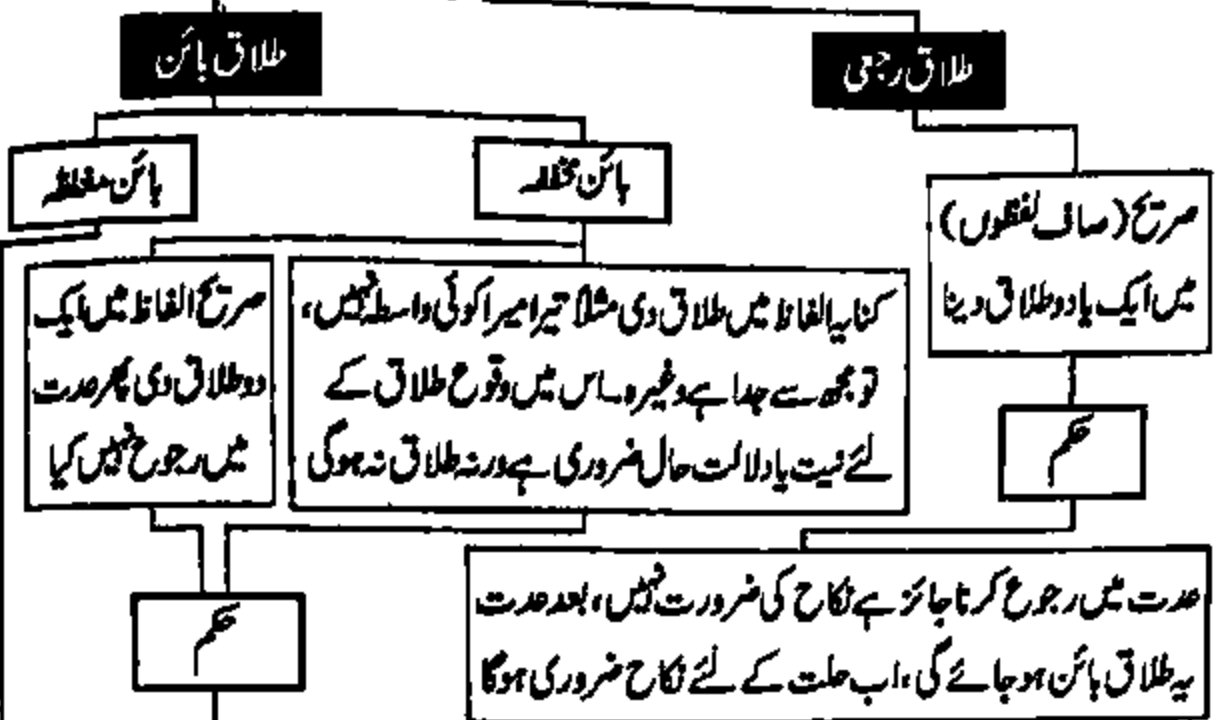 طلاق رجعی
طلاق بائن
صریح (صاف لفظوں)
میں ایک یا دو طلاق دینا
حکم
عدت میں رجوع کرنا جائز ہے نکاح کی ضرورت نہیں، بعد عدت
یہ طلاق بائن ہوجائے گی، اب حلت کے لئے نکاح ضروری ہوگا
بائن مخففہ
بائن مغلظہ
کنایہ الفاظ میں طلاق دی مثلاً تیرا میرا کوئی واسطہ نہیں،
تو مجھ سے جدا ہے وغیرہ۔ اس میں وقوع طلاق کے
لئے نیت یا دلالت حال ضروری ہے ورنہ طلاق نہ ہوگی
صریح الفاظ میں ایک
دو طلاق دی پھر عدت
میں رجوع نہیں کیا
حکم